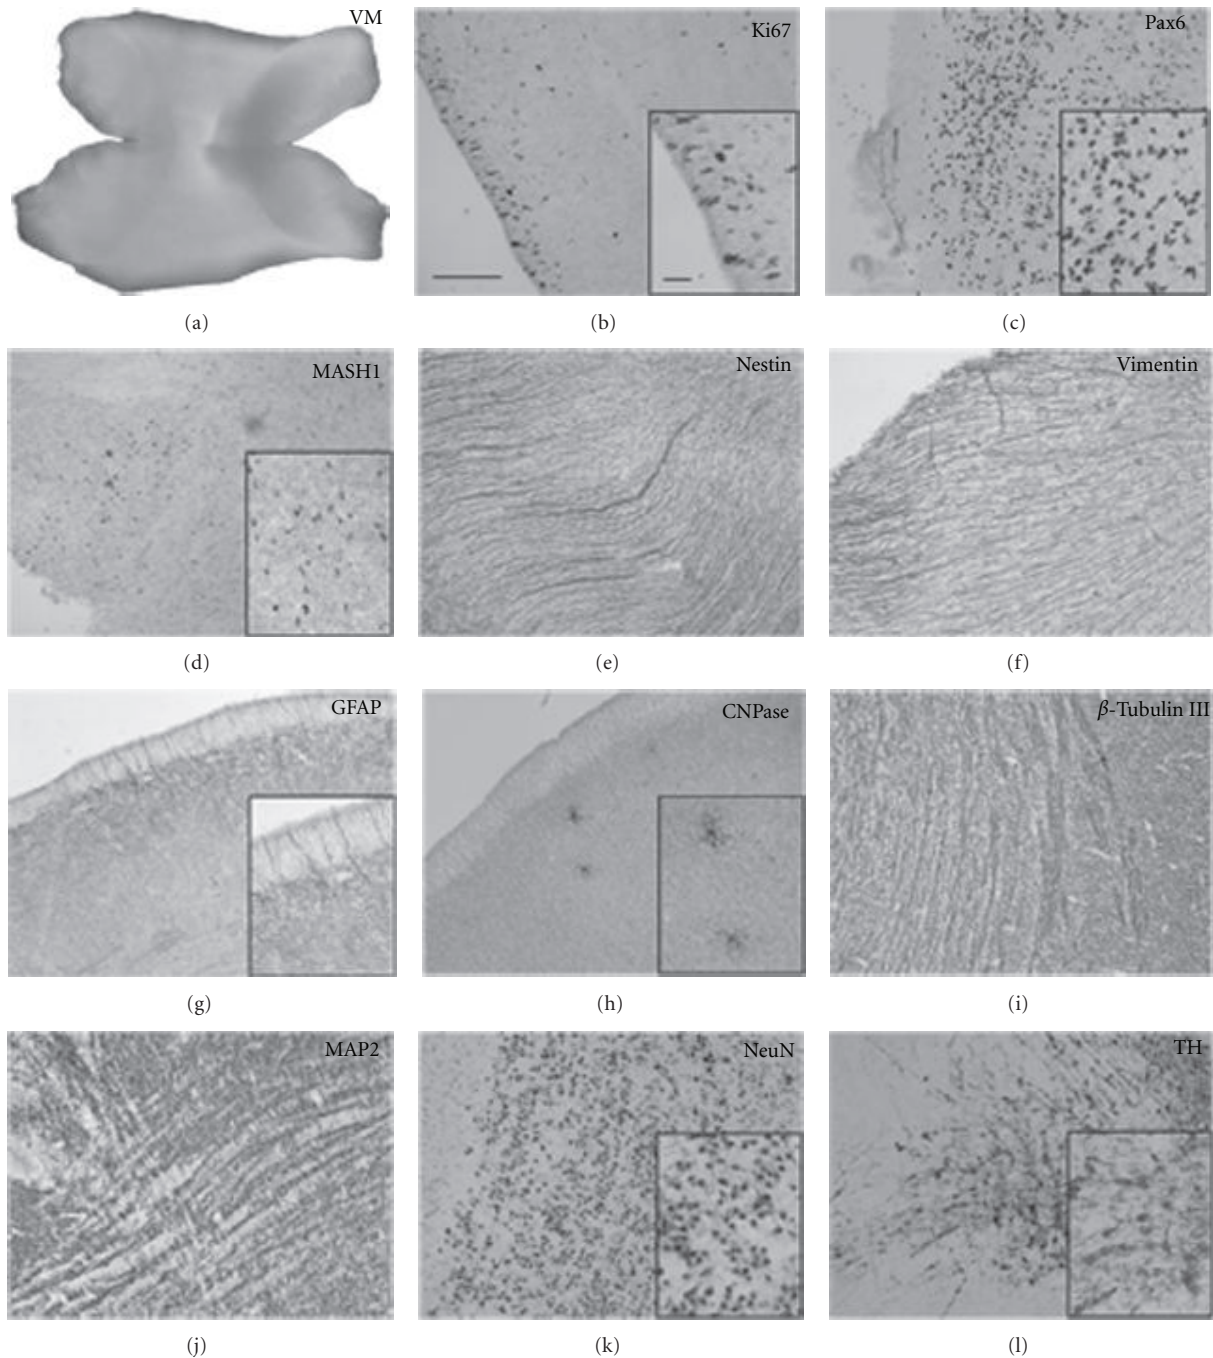 VM
Ki67
Pax6
(a)
(b)
(c)
MASH1
Nestin
Vimentin
(d)
(e)
(f)
GFAP
CNPase
β-Tubulin III
(g)
(h)
(i)
MAP2
NeuN
TH
(j)
(k)
(l)